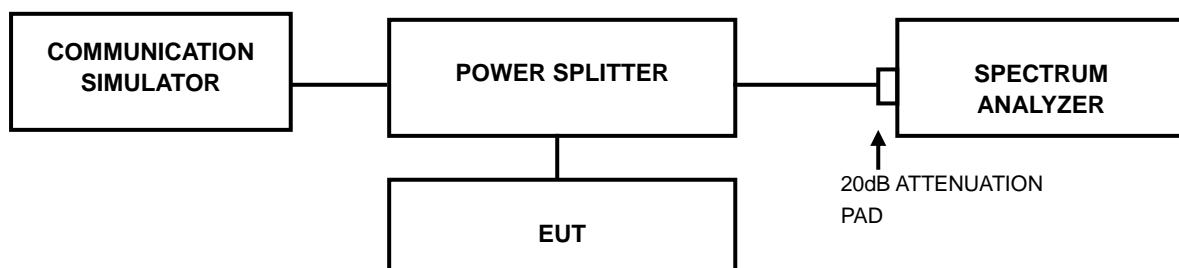 COMMUNICATION
SIMULATOR
POWER SPLITTER
SPECTRUM
ANALYZER
20dB ATTENUATION
PAD
EUT